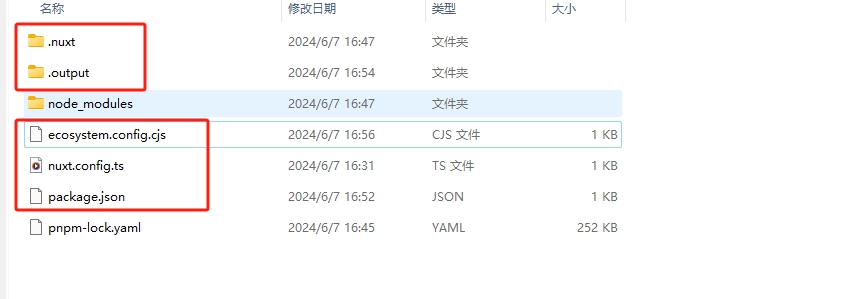 名称 修改日期 类型 大小
.nuxt 2024/6/7 16:47 文件夹
.output 2024/6/7 16:54 文件夹
node_modules 2024/6/7 16:47 文件夹
ecosystem.config.cjs 2024/6/7 16:56 CJS 文件 1 KB
nuxt.config.ts 2024/6/7 16:31 TS 文件 1 KB
package.json 2024/6/7 16:52 JSON 1 KB
pnpm-lock.yaml 2024/6/7 16:45 YAML 252 KB